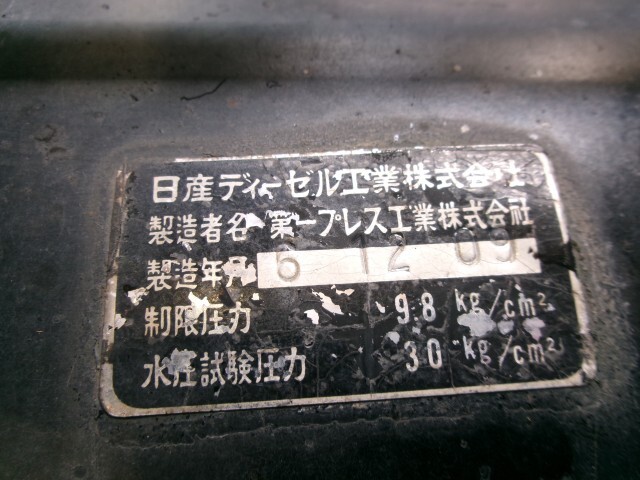 日産ディーゼル工業株式会社
製造者名 第一プレス工業株式会社
製造年月 6 12 09
制限圧力 9.8 kg/cm²
水圧試験圧力 30 kg/cm²